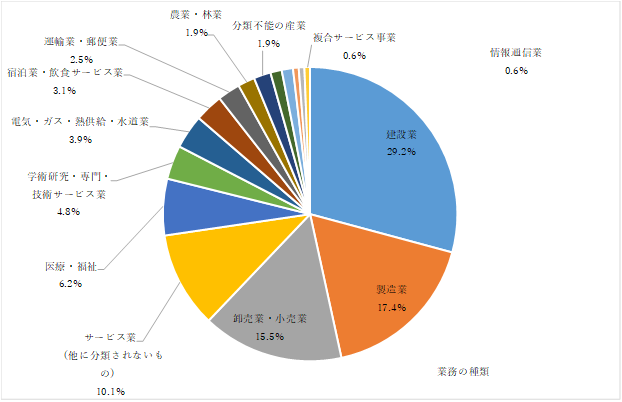 農業・林業
1.9%
分類不能の産業
1.9%
複合サービス事業
0.6%
情報通信業
0.6%
運輸業・郵便業
2.5%
宿泊業・飲食サービス業
3.1%
電気・ガス・熱供給・水道業
3.9%
学術研究・専門・
技術サービス業
4.8%
医療・福祉
6.2%
サービス業
（他に分類されないも
の）
10.1%
卸売業・小売業
15.5%
製造業
17.4%
建設業
29.2%
業務の種類